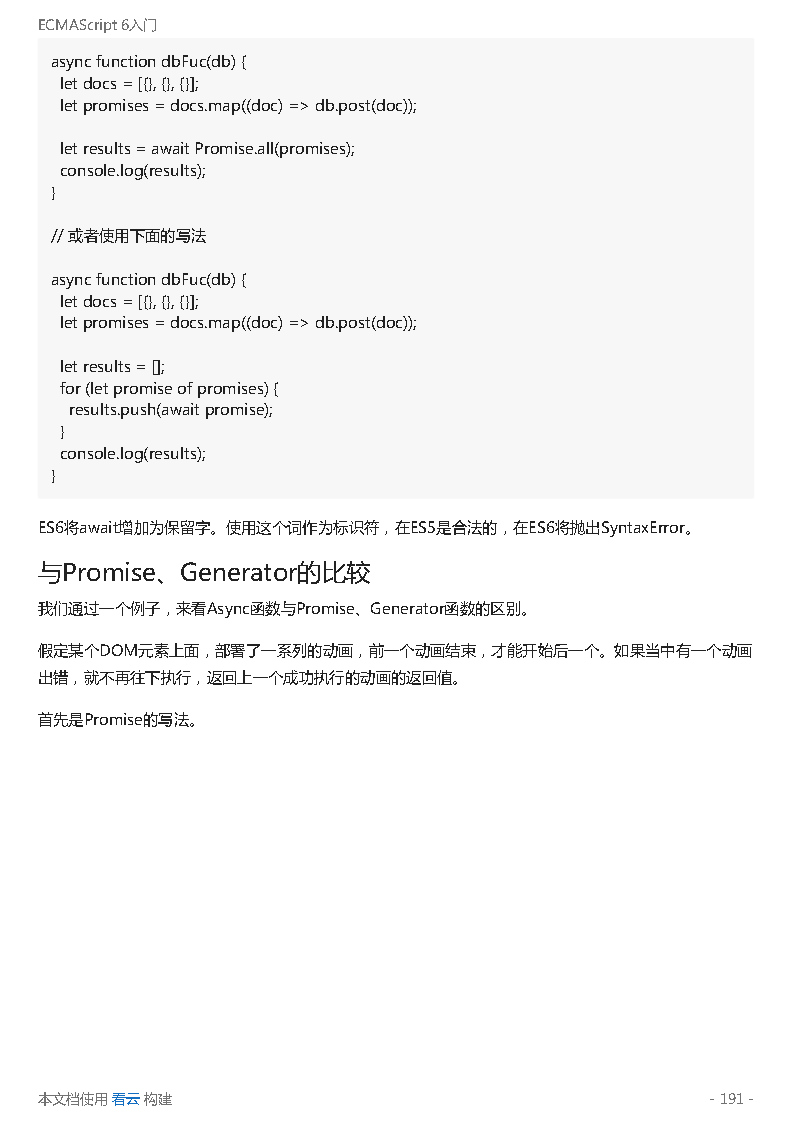 ECMAScript 6入门
async function dbFuc(db) {
  let docs = [{}, {}, {}];
  let promises = docs.map((doc) => db.post(doc));

  let results = await Promise.all(promises);
  console.log(results);
}

// 或者使用下面的写法

async function dbFuc(db) {
  let docs = [{}, {}, {}];
  let promises = docs.map((doc) => db.post(doc));

  let results = [];
  for (let promise of promises) {
    results.push(await promise);
  }
  console.log(results);
}
ES6将await增加为保留字。使用这个词作为标识符，在ES5是合法的，在ES6将抛出SyntaxError。
与Promise、Generator的比较
我们通过一个例子，来看Async函数与Promise、Generator函数的区别。
假定某个DOM元素上面，部署了一系列的动画，前一个动画结束，才能开始后一个。如果当中有一个动画
出错，就不再往下执行，返回上一个成功执行的动画的返回值。
首先是Promise的写法。
本文档使用 看云 构建
- 191 -